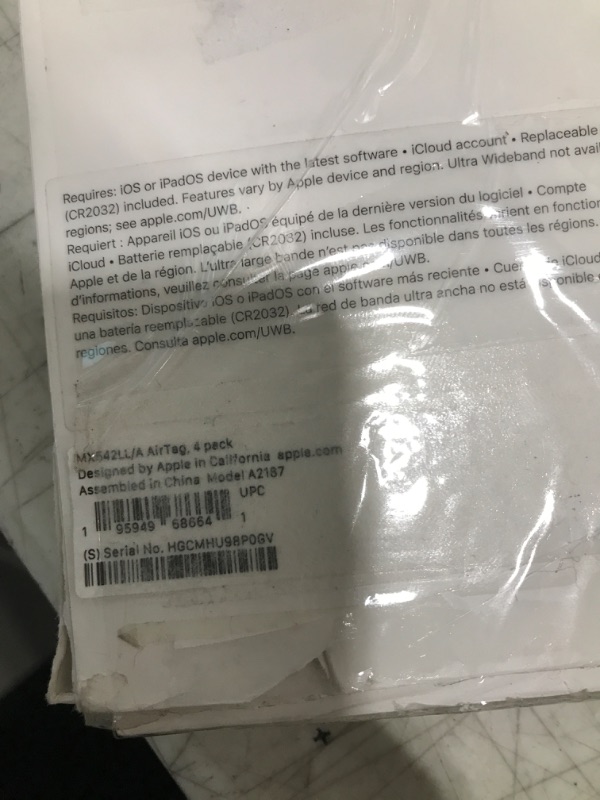 Requires: iOS or iPadOS device with the latest software • iCloud account • Replaceable
(CR2032) included. Features vary by Apple device and region. Ultra Wideband not avai
regions; see apple.com/UWB.
Requiert : Appareil iOS ou iPadOS équipé de la dernière version du logiciel • Compte
iCloud • Batterie remplaçable (CR2032) incluse. Les fonctionnalités varient en fonction
Apple et de la région. L'ultra large bande n'est pas disponible dans toutes les régions.
d'informations, veuillez consulter la page apple.com/UWB.
Requisitos: Dispositivo iOS o iPadOS con el software más reciente • Cuenta de iCloud
una batería reemplazable (CR2032). La red de banda ultra ancha no está disponible
regiones. Consulta apple.com/UWB.
MX542LL/A AirTag, 4 pack
Designed by Apple in California apple.com
Assembled in China Model A2187
UPC
1 95949 68664 1
(S) Serial No. HGCMHU98P0GV